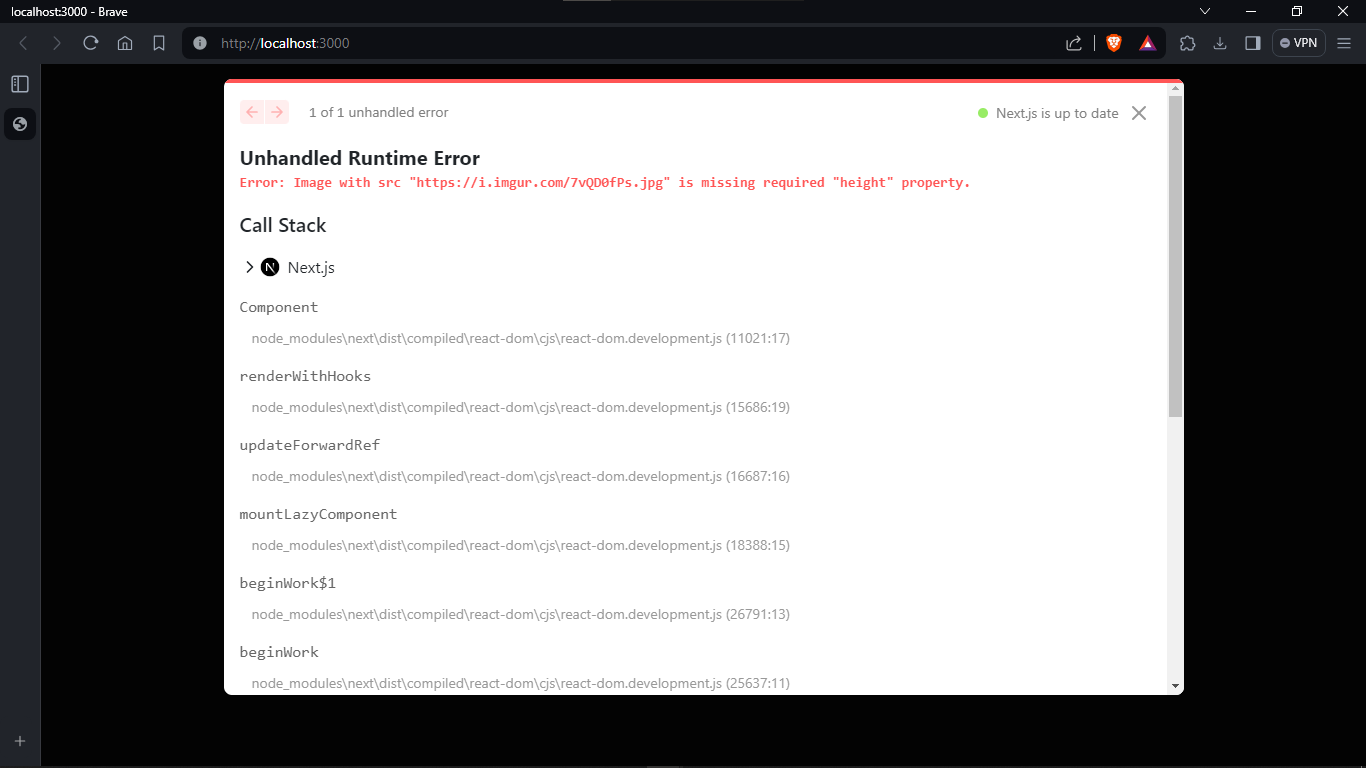 localhost:3000 - Brave
http://localhost:3000
VPN
1 of 1 unhandled error
Next.js is up to date
Unhandled Runtime Error
Error: Image with src "https://i.imgur.com/7vQD0fPs.jpg" is missing required "height" property.
Call Stack
N Next.js
Component
node_modules\next\dist\compiled\react-dom\cjs\react-dom.development.js (11021:17)
renderWithHooks
node_modules\next\dist\compiled\react-dom\cjs\react-dom.development.js (15686:19)
updateForwardRef
node_modules\next\dist\compiled\react-dom\cjs\react-dom.development.js (16687:16)
mountLazyComponent
node_modules\next\dist\compiled\react-dom\cjs\react-dom.development.js (18388:15)
beginWork$1
node_modules\next\dist\compiled\react-dom\cjs\react-dom.development.js (26791:13)
beginWork
node_modules\next\dist\compiled\react-dom\cjs\react-dom.development.js (25637:11)